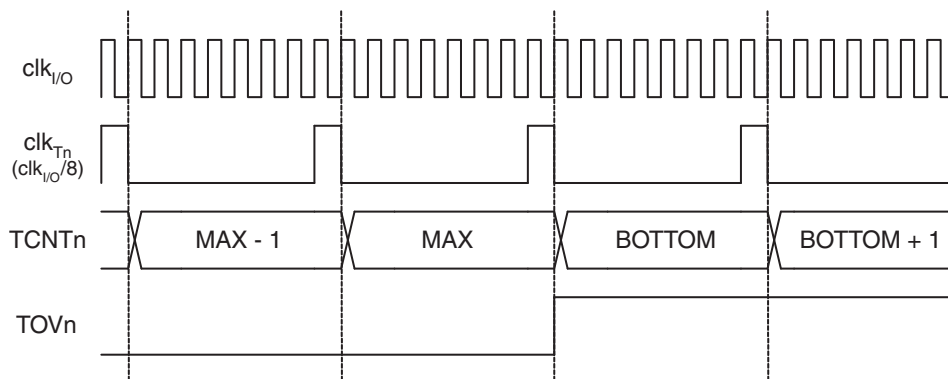 clkI/O
clkTn
(clkI/O/8)
TCNTn MAX - 1 MAX BOTTOM BOTTOM + 1
TOVn